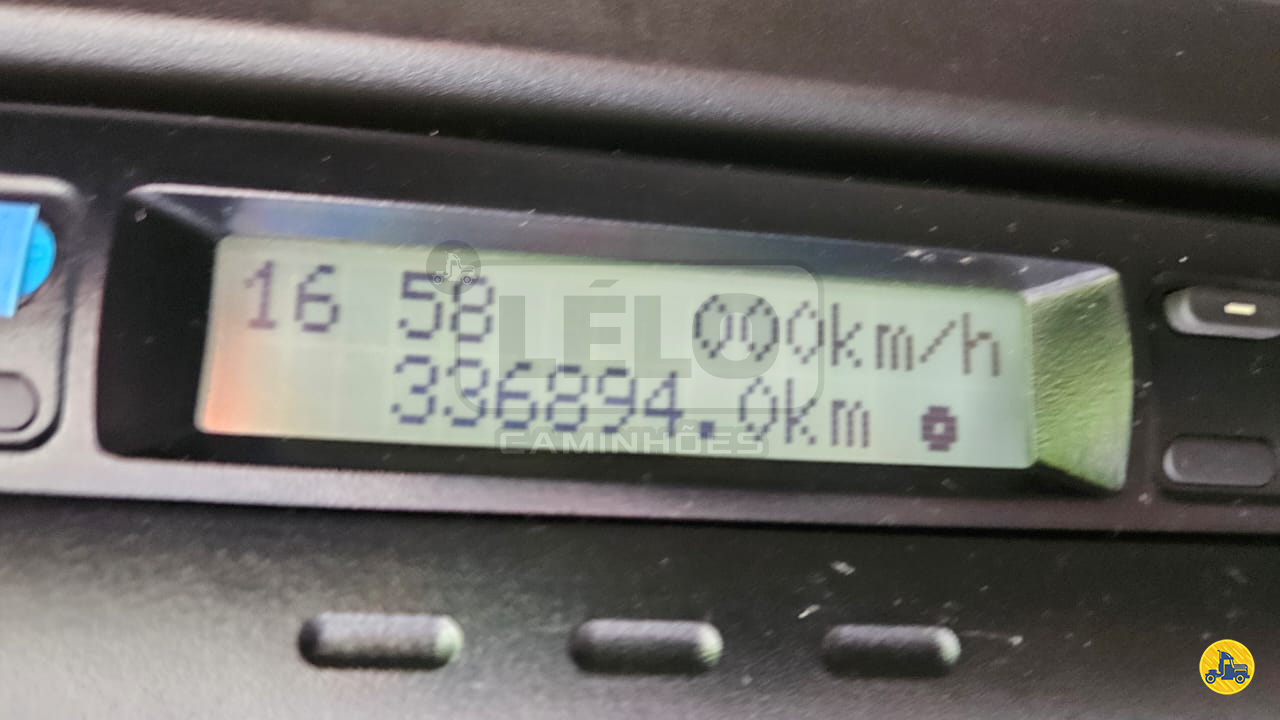 16 58 000km/h
336894.0km
LÉLO
CAMINHÕES